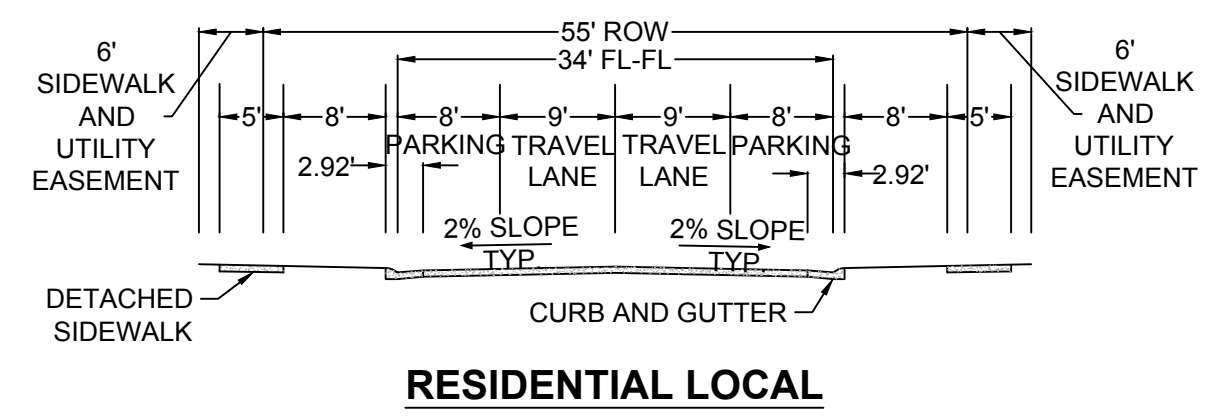 55' ROW
34' FL-FL
6'
SIDEWALK
AND
UTILITY
EASEMENT
6'
SIDEWALK
AND
UTILITY
EASEMENT
5'
8'
8'
9'
9'
8'
8'
5'
PARKING
TRAVEL
LANE
TRAVEL
LANE
PARKING
2.92'
2.92'
2% SLOPE
TYP.
2% SLOPE
TYP.
DETACHED
SIDEWALK
CURB AND GUTTER
RESIDENTIAL LOCAL